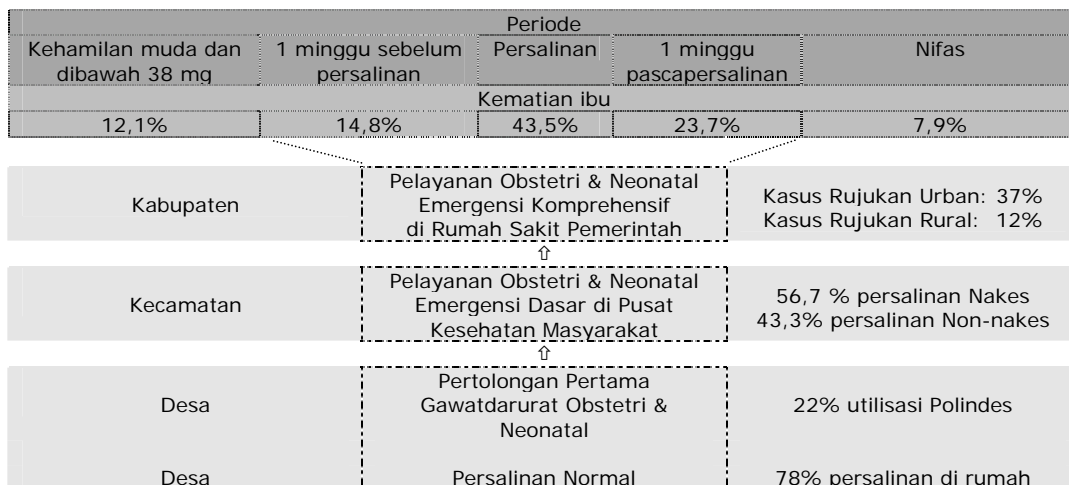 Periode
Kehamilan muda dan dibawah 38 mg
1 minggu sebelum persalinan
Persalinan
1 minggu pascapersalinan
Nifas
Kematian ibu
12,1% 14,8% 43,5% 23,7% 7,9%
Kabupaten
Pelayanan Obstetri & Neonatal
Emergensi Komprehensif
di Rumah Sakit Pemerintah
Kasus Rujukan Urban: 37%
Kasus Rujukan Rural: 12%
⇧
Kecamatan
Pelayanan Obstetri & Neonatal
Emergensi Dasar di Pusat
Kesehatan Masyarakat
56,7 % persalinan Nakes
43,3% persalinan Non-nakes
⇧
Desa
Pertolongan Pertama
Gawatdarurat Obstetri &
Neonatal
22% utilisasi Polindes
Desa
Persalinan Normal
78% persalinan di rumah